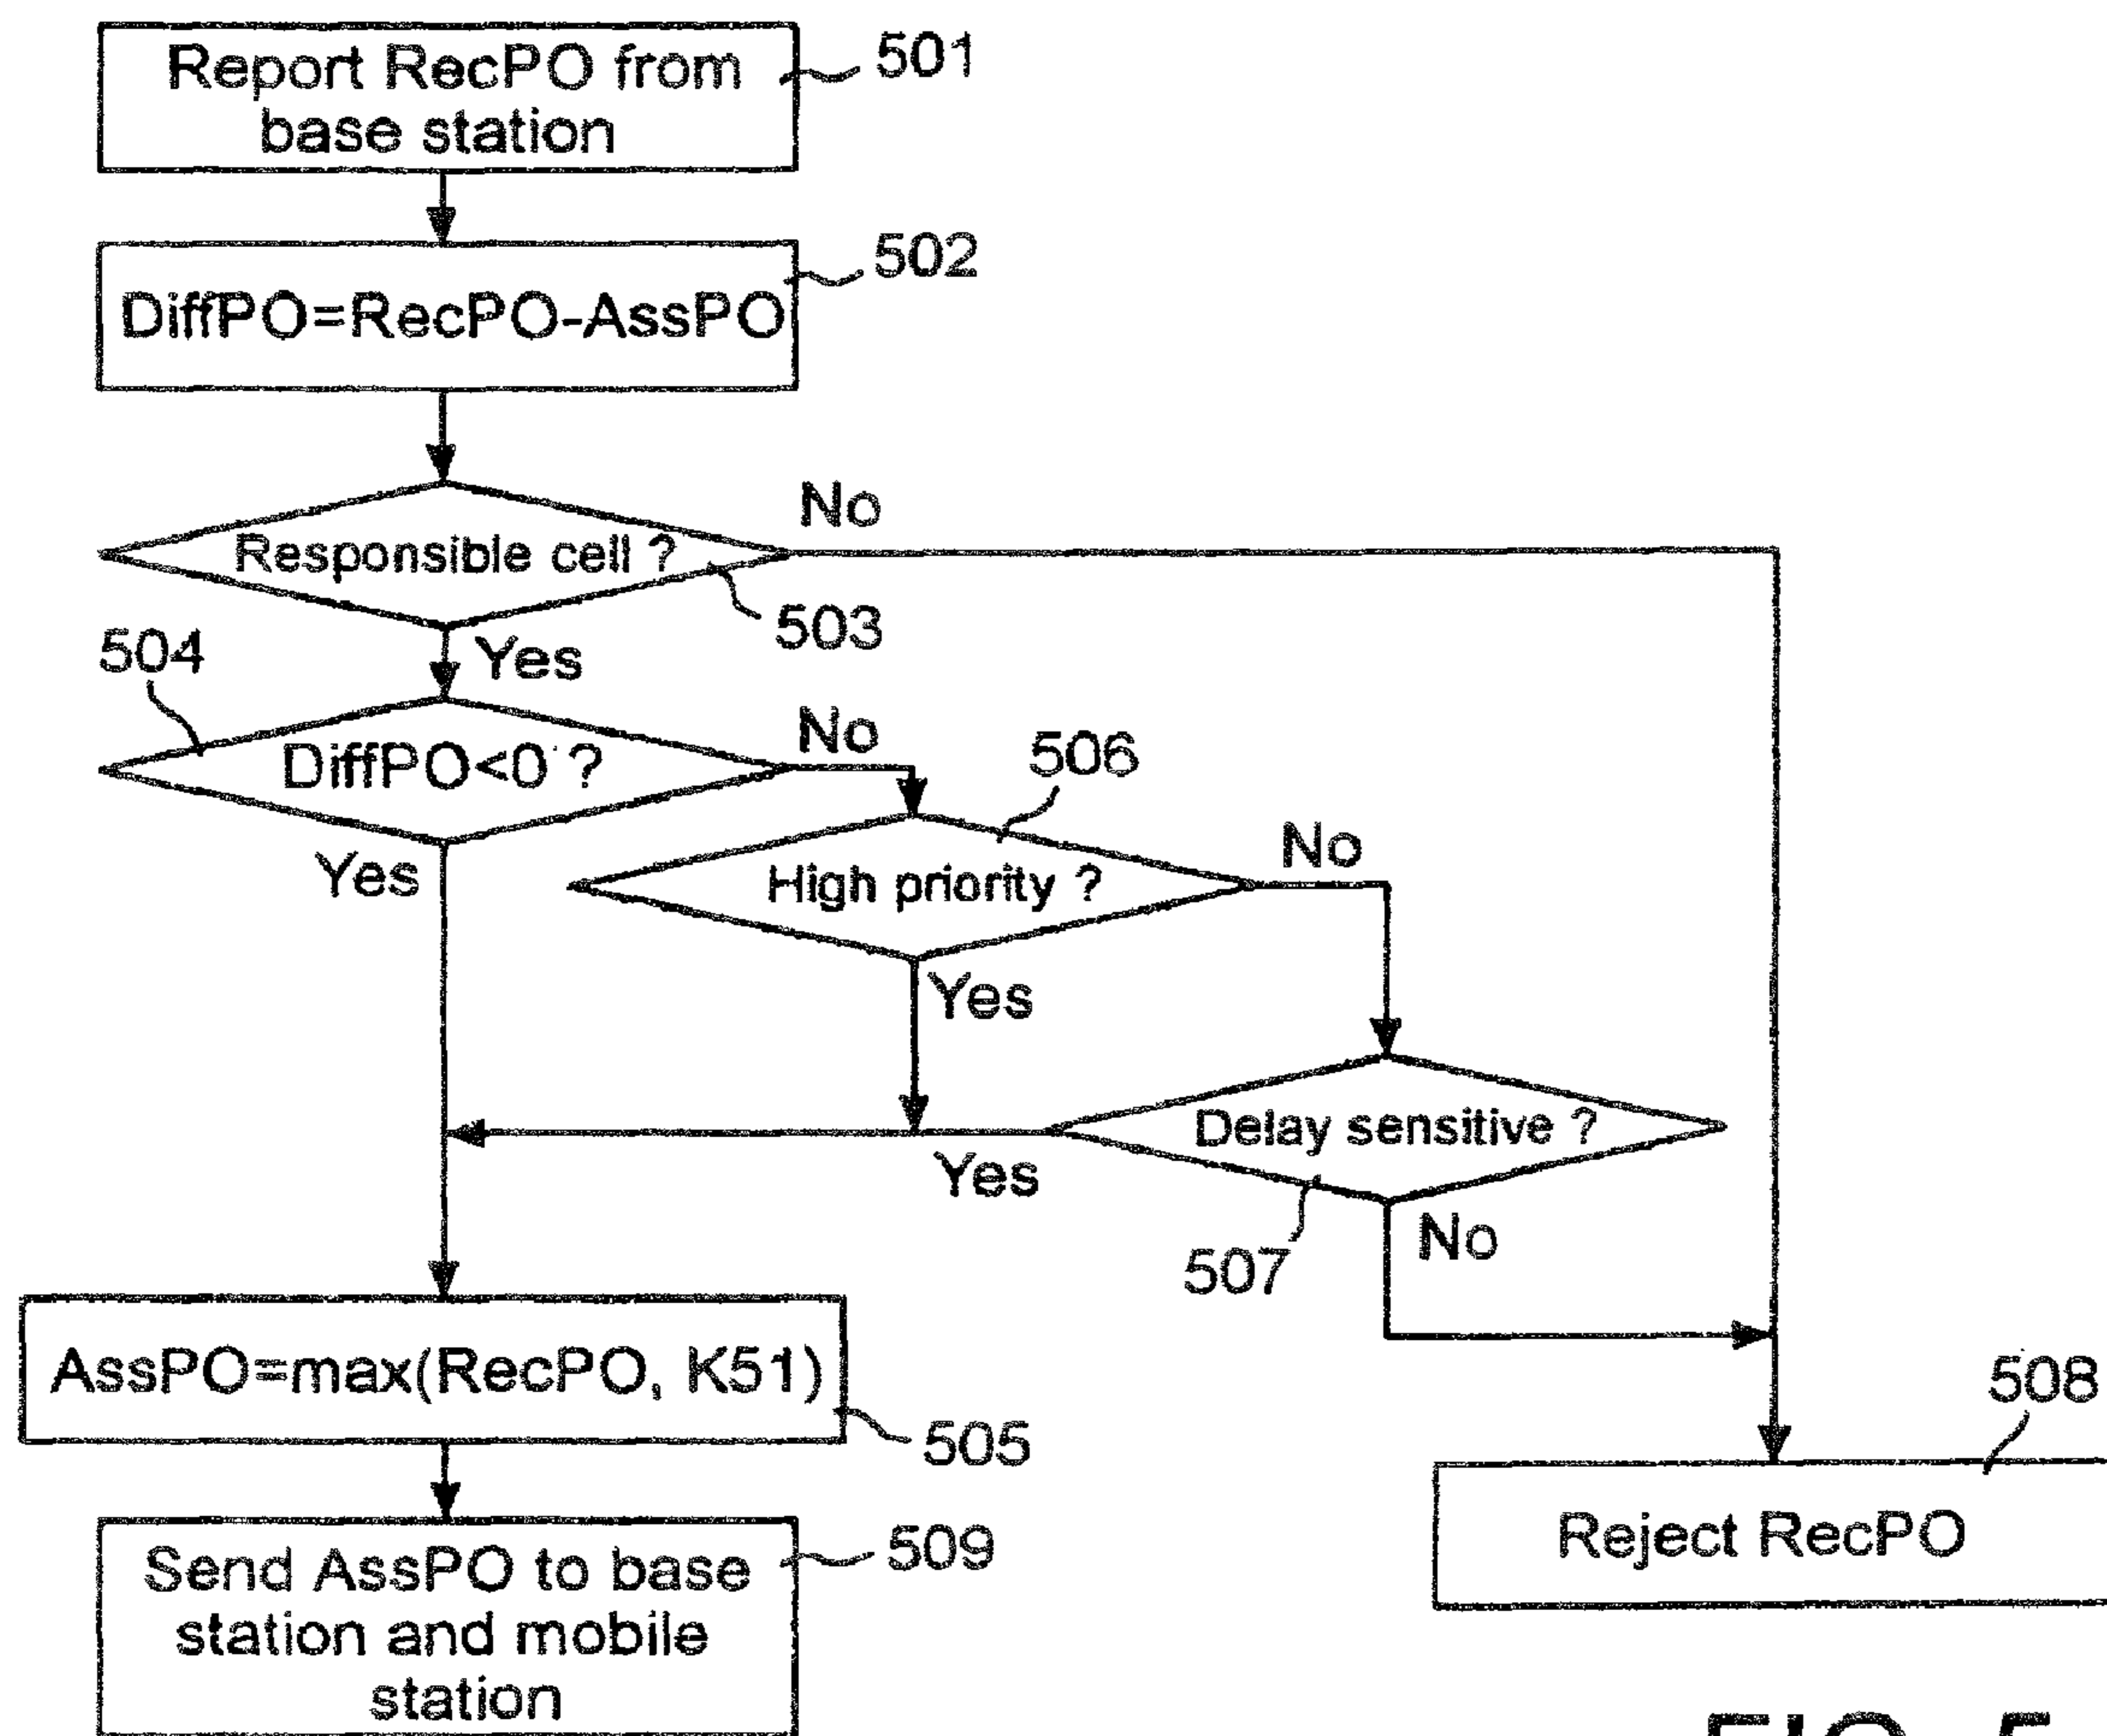 Report RecPO from
base station
501
DiffPO=RecPO-AssPO
502
Responsible cell ?
No
503
Yes
504
DiffPO<0 ?
No
506
Yes
High priority ?
No
Yes
Delay sensitive ?
Yes
507
No
AssPO=max(RecPO, K51)
505
508
Reject RecPO
Send AssPO to base
station and mobile
station
509
FIG. 5